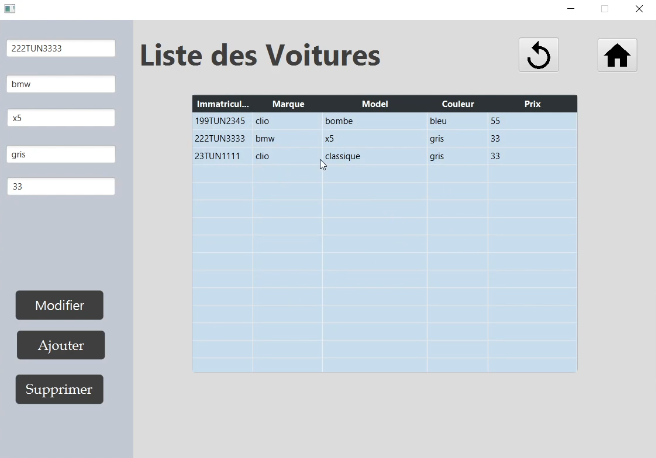 Liste des Voitures
222TUN3333
bmw
x5
gris
33
Modifier
Ajouter
Supprimer
Immatricul... Marque Model Couleur Prix
199TUN2345 clio bombe bleu 55
222TUN3333 bmw x5 gris 33
23TUN1111 clio classique gris 33